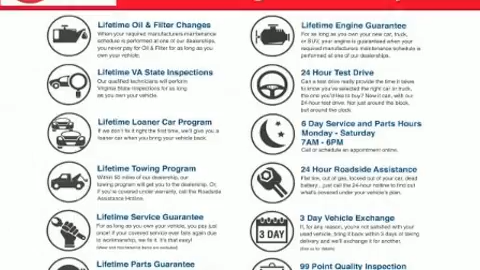 Lifetime Oil & Filter Changes
When your required manufacturers maintenance
schedule is performed at one of our dealerships,
you never pay for Oil & Filter for as long as you
own your vehicle.
Lifetime VA State Inspections
Our qualified technicians will perform
Virginia State Inspections for as long
as you own your vehicle.
Lifetime Loaner Car Program
If we don't fix it right the first time, we'll give you a
loaner car when you bring your vehicle back.
Lifetime Towing Program
Within 50 miles of our dealership, our
towing program will get you to the dealership. Or,
if you're covered under warranty, call the Roadside
Assistance Hotline.
Lifetime Service Guarantee
For as long as you own your vehicle, you pay just
once! If your covered service ever fails again due
to workmanship, we fix it. It's that easy!
(Wear and maintenance items are excluded)
Lifetime Parts Guarantee
Lifetime Engine Guarantee
For as long as you own your car, truck,
or SUV, your engine is guaranteed when your
required manufacturers maintenance schedule is
performed at one of our dealerships.
24 Hour Test Drive
Can a test drive really provide the time it takes
to know you've selected the right car or truck,
the one you'd like to buy? Now it can, with our
24-hour test drive. Not just around the block,
but around the clock.
6 Day Service and Parts Hours
Monday - Saturday
7AM - 6PM
Call or schedule an appointment online.
24 Hour Roadside Assistance
Flat tire, out of gas, locked out of your car, dead
battery... just call the 24-hour hotline to find out
what's covered under your vehicle's plan.
3 DAY
3 Day Vehicle Exchange
If, for any reason, you're not satisfied with your
used vehicle, bring it back within 3 days of taking
delivery and we'll exchange it for another.
99 Point Quality Inspection